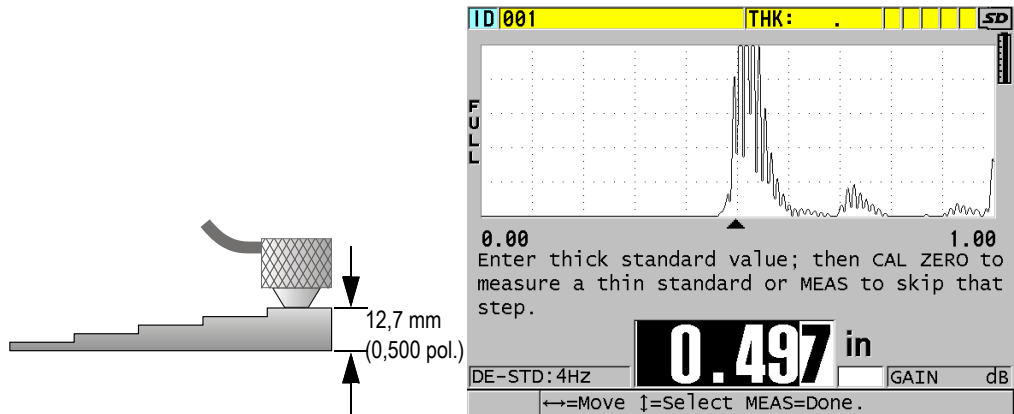 12,7 mm
(0,500 pol.)
ID 001 THK: . SD
FULL
0.00 1.00
Enter thick standard value; then CAL ZERO to
measure a thin standard or MEAS to skip that
step.
0.497 in
DE-STD:4Hz GAIN dB
↔=Move ↕=Select MEAS=Done.